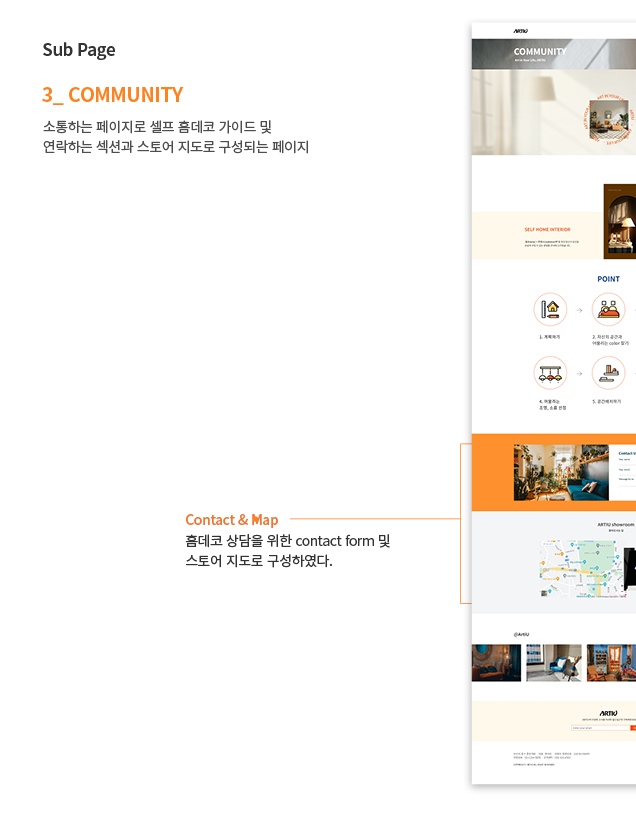 Sub Page
3_ COMMUNITY
소통하는 페이지로 셀프 홈데코 가이드 및
연락하는 섹션과 스토어 지도로 구성되는 페이지
Contact & Map
홈데코 상담을 위한 contact form 및
스토어 지도로 구성하였다.
ARTIU
COMMUNITY
SELF HOME INTERIOR
POINT
1. 계획하기
2. 자신의 공간과
어울리는 color 찾기
4. 어울리는
조명, 소품 선정
5. 공간배치하기
ARTIU showroom
@ArtiU
ARTIU
Enter your email